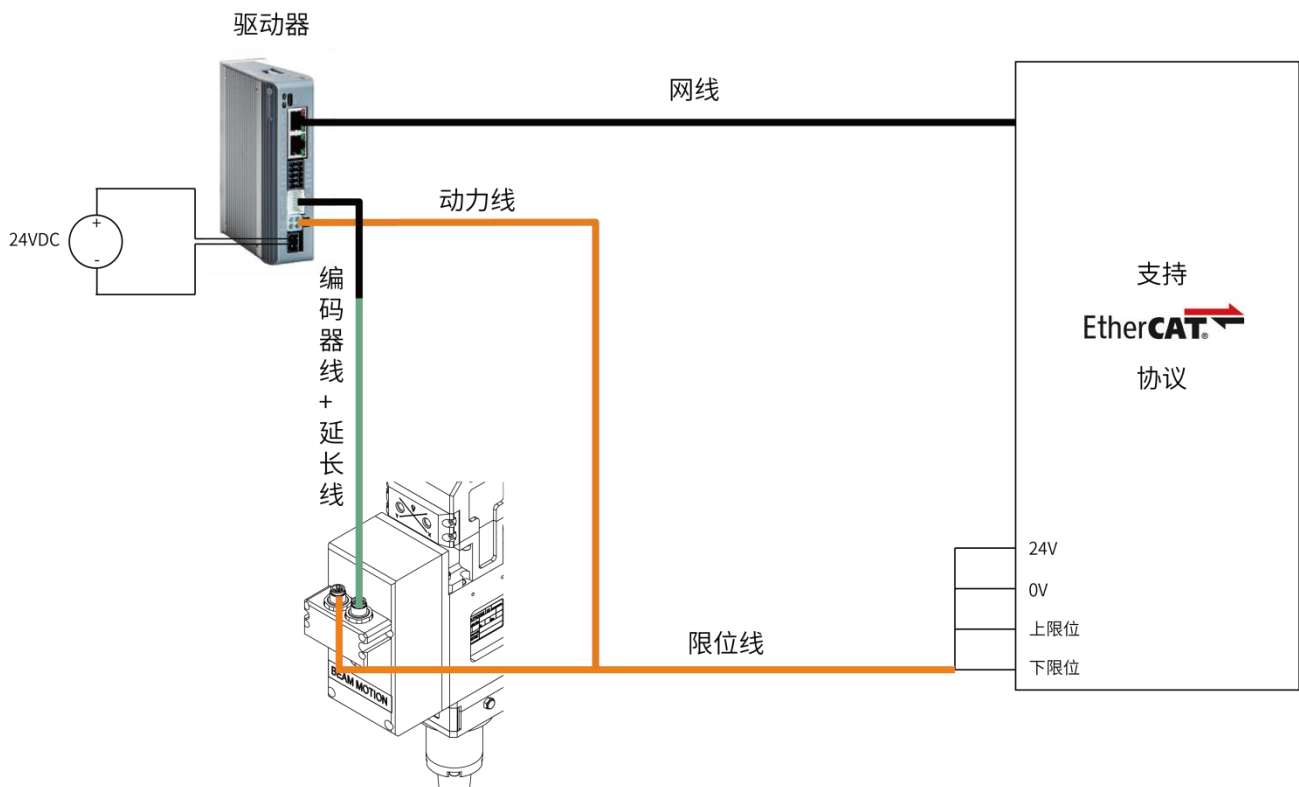 驱动器
网线
动力线
24VDC
+
-
编码器线+延长线
支持
EtherCAT®
协议
24V
0V
上限位
下限位
限位线
BEAM MOTION